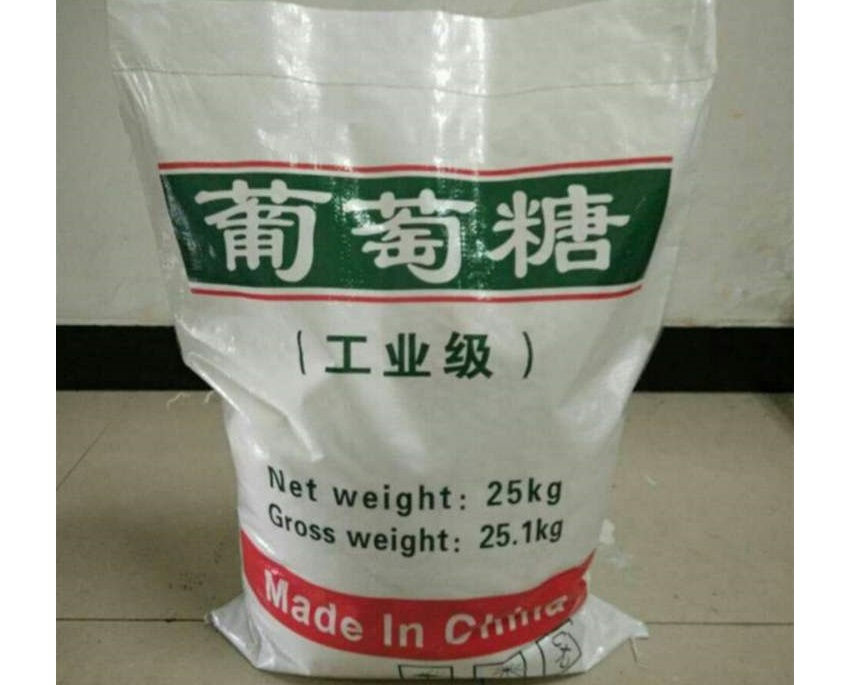 葡萄糖
（工业级）
Net weight: 25kg
Gross weight: 25.1kg
Made In China